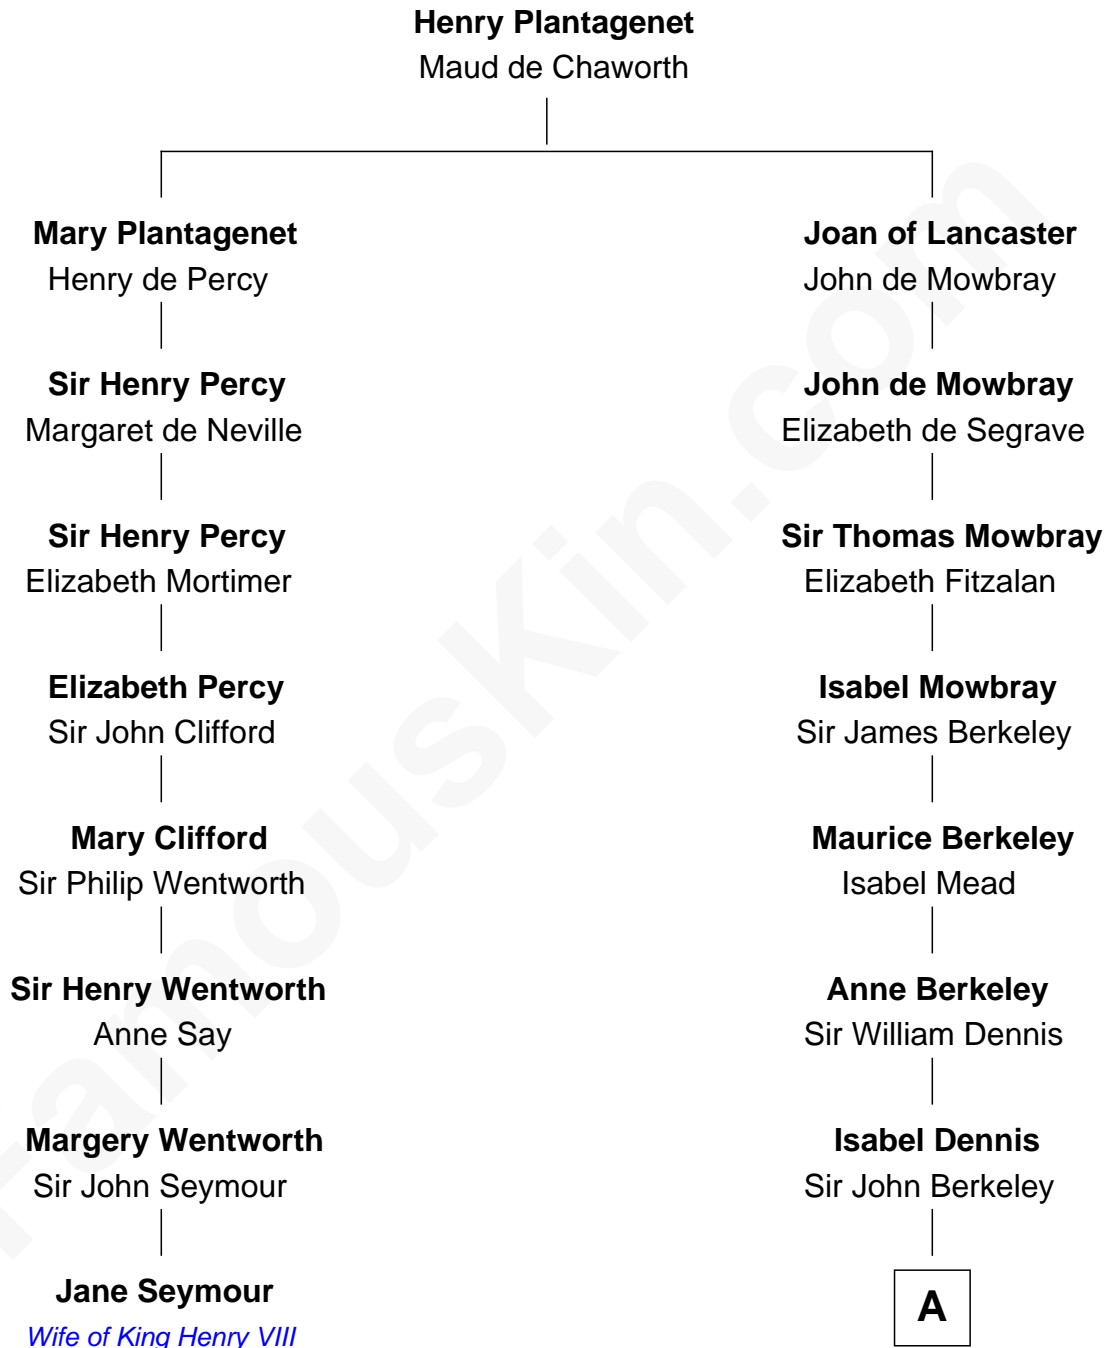 Henry Plantagenet
Maud de Chaworth
Mary Plantagenet
Henry de Percy
Joan of Lancaster
John de Mowbray
Sir Henry Percy
Margaret de Neville
John de Mowbray
Elizabeth de Segrave
Sir Henry Percy
Elizabeth Mortimer
Sir Thomas Mowbray
Elizabeth Fitzalan
Elizabeth Percy
Sir John Clifford
Isabel Mowbray
Sir James Berkeley
Mary Clifford
Sir Philip Wentworth
Maurice Berkeley
Isabel Mead
Sir Henry Wentworth
Anne Say
Anne Berkeley
Sir William Dennis
Margery Wentworth
Sir John Seymour
Isabel Dennis
Sir John Berkeley
Jane Seymour
Wife of King Henry VIII
A
FamousKin.com